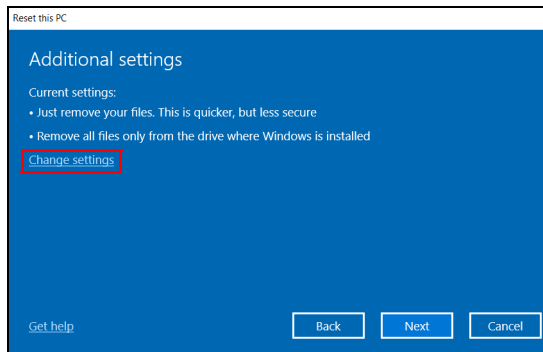 Reset this PC
Additional settings
Current settings:
• Just remove your files. This is quicker, but less secure
• Remove all files only from the drive where Windows is installed
Change settings
Get help
Back
Next
Cancel